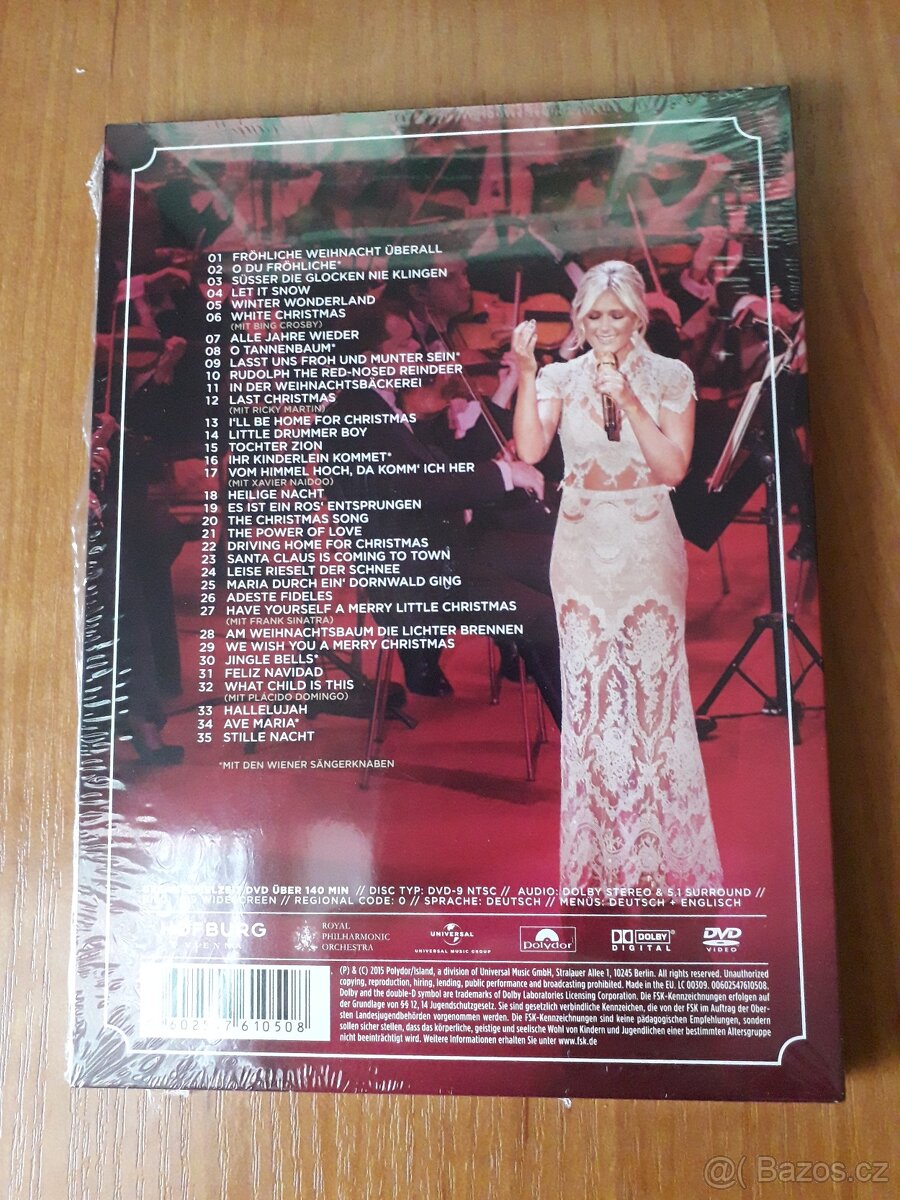 01 FRÖHLICHE WEIHNACHT ÜBERALL
02 O DU FRÖHLICHE*
03 SÜSSER DIE GLOCKEN NIE KLINGEN
04 LET IT SNOW
05 WINTER WONDERLAND
06 WHITE CHRISTMAS
(MIT BING CROSBY)
07 ALLE JAHRE WIEDER
08 O TANNENBAUM*
09 LASST UNS FROH UND MUNTER SEIN*
10 RUDOLPH THE RED-NOSED REINDEER
11 IN DER WEIHNACHTSBÄCKEREI
12 LAST CHRISTMAS
(MIT RICKY MARTIN)
13 I'LL BE HOME FOR CHRISTMAS
14 LITTLE DRUMMER BOY
15 TOCHTER ZION
16 IHR KINDERLEIN KOMMET*
17 VOM HIMMEL HOCH, DA KOMM' ICH HER
(MIT XAVIER NAIDOO)
18 HEILIGE NACHT
19 ES IST EIN ROS' ENTSPRUNGEN
20 THE CHRISTMAS SONG
21 THE POWER OF LOVE
22 DRIVING HOME FOR CHRISTMAS
23 SANTA CLAUS IS COMING TO TOWN
24 LEISE RIESELT DER SCHNEE
25 MARIA DURCH EIN' DORNWALD GING
26 ADESTE FIDELES
27 HAVE YOURSELF A MERRY LITTLE CHRISTMAS
(MIT FRANK SINATRA)
28 AM WEIHNACHTSBAUM DIE LICHTER BRENNEN
29 WE WISH YOU A MERRY CHRISTMAS
30 JINGLE BELLS*
31 FELIZ NAVIDAD
32 WHAT CHILD IS THIS
(MIT PLÁCIDO DOMINGO)
33 HALLELUJAH
34 AVE MARIA*
35 STILLE NACHT
*MIT DEN WIENER SÄNGERKNABEN
DVD ÜBER 140 MIN // DISC TYP: DVD-9 NTSC // AUDIO: DOLBY STEREO & 5.1 SURROUND //
WIDESCREEN // REGIONAL CODE: 0 // SPRACHE: DEUTSCH // MENÜS: DEUTSCH + ENGLISCH
HOFBURG
VIENNA
ROYAL
PHILHARMONIC
ORCHESTRA
UNIVERSAL
UNIVERSAL MUSIC GROUP
Polydor
DOLBY
DIGITAL
DVD
VIDEO
(P) & (C) 2015 Polydor/Island, a division of Universal Music GmbH, Stralauer Allee 1, 10245 Berlin. All rights reserved. Unauthorized
copying, reproduction, hiring, lending, public performance and broadcasting prohibited. Made in the EU. LC 00309. 00602547610508.
Dolby and the double-D symbol are trademarks of Dolby Laboratories Licensing Corporation. Die FSK-Kennzeichnungen erfolgen auf
der Grundlage von §§ 12, 14 Jugendschutzgesetz. Sie sind gesetzlich verbindliche Kennzeichen, die von der FSK im Auftrag der Ober-
sten Landesjugendbehörden vorgenommen werden. Die FSK-Kennzeichnungen sind keine pädagogischen Empfehlungen, sondern
sollen sicher stellen, dass das körperliche, geistige und seelische Wohl von Kindern und Jugendlichen einer bestimmten Altersgruppe
nicht beeinträchtigt wird. Weitere Informationen erhalten Sie unter www.fsk.de
7610508
Bazos.cz